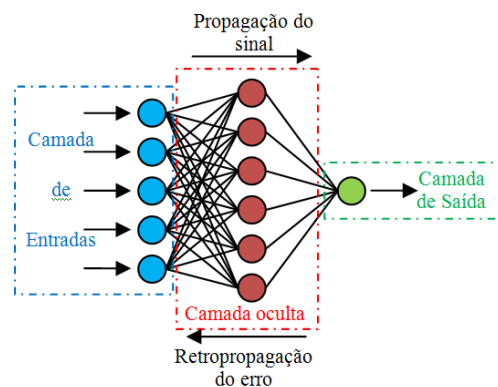 Propagação do
sinal
Camada
de
Entradas
Camada
de Saída
Camada oculta
Retropropagação
do erro